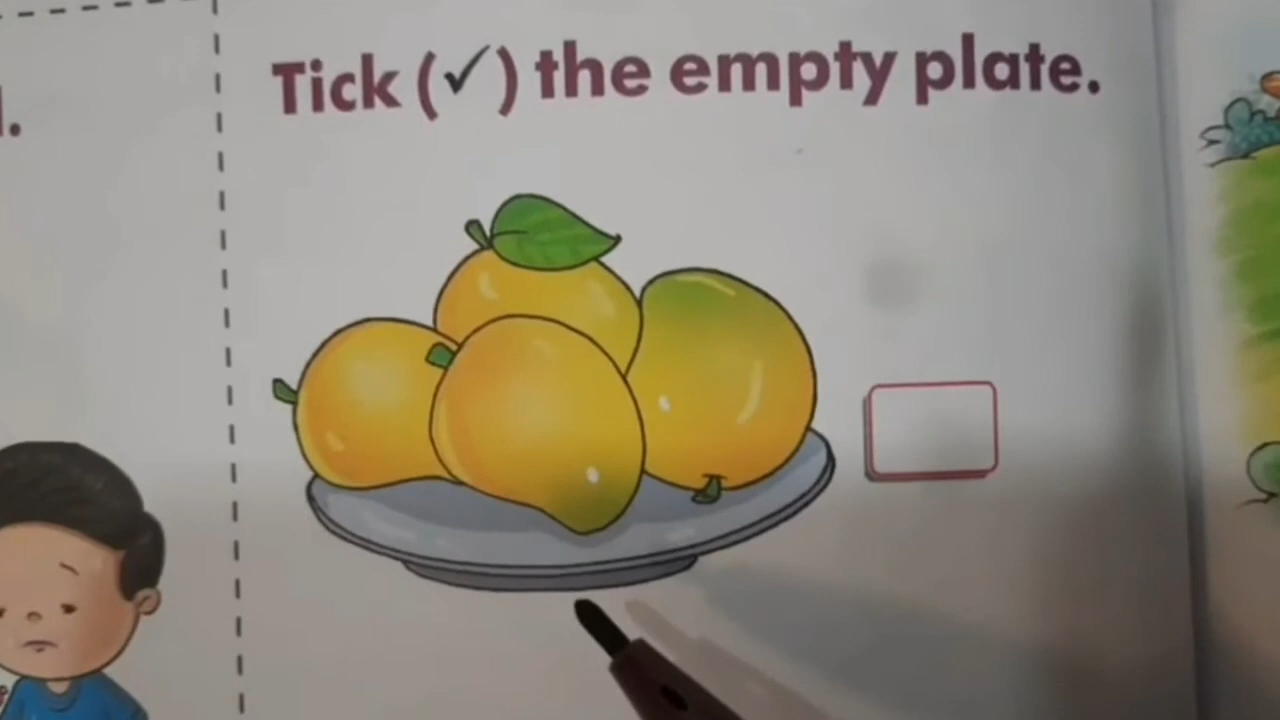 Tick (✓) the empty plate.